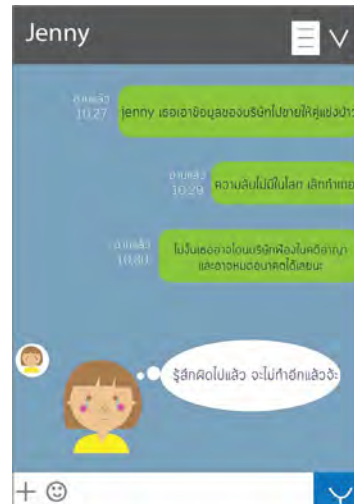 Jenny
อ่านแล้ว
10.27
jenny เธอเอาข้อมูลของบริษัทไปขายให้คู่แข่ง
อ่านแล้ว
10.29
ความลับไม่มีในโลก เลิกทำเถอะ
อ่านแล้ว
ไม่งั้นเธออาจโดนบริษัทฟ้องในคดีอาญา
และอาจหมดอนาคตได้เลยนะ
รู้สึกผิดไปแล้ว จะไม่ทำอีกแล้วจ้ะ